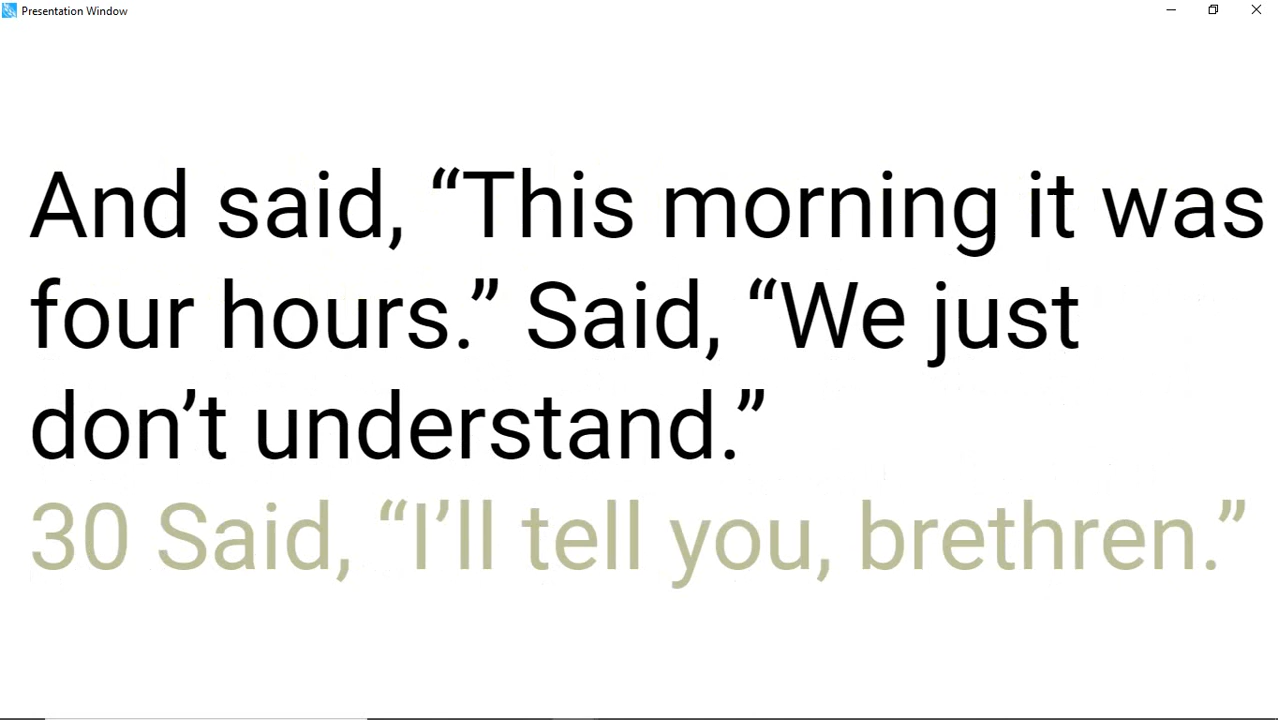 Presentation Window
And said, “This morning it was
four hours.” Said, “We just
don’t understand.”
30 Said, “I’ll tell you, brethren.”